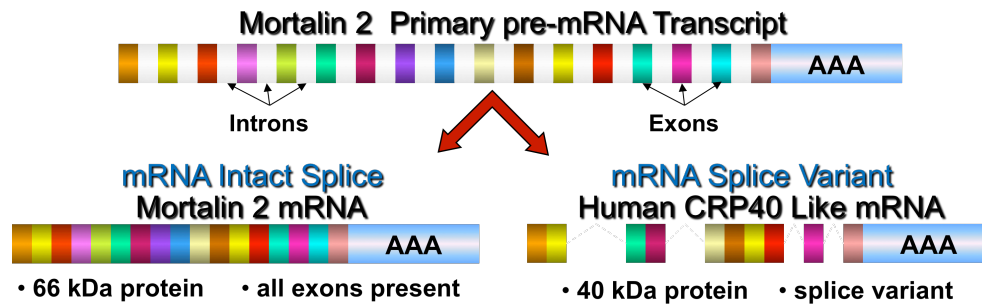 Mortalin 2 Primary pre-mRNA Transcript
AAA
Introns
Exons
mRNA Intact Splice
Mortalin 2 mRNA
AAA
• 66 kDa protein • all exons present
mRNA Splice Variant
Human CRP40 Like mRNA
AAA
• 40 kDa protein • splice variant